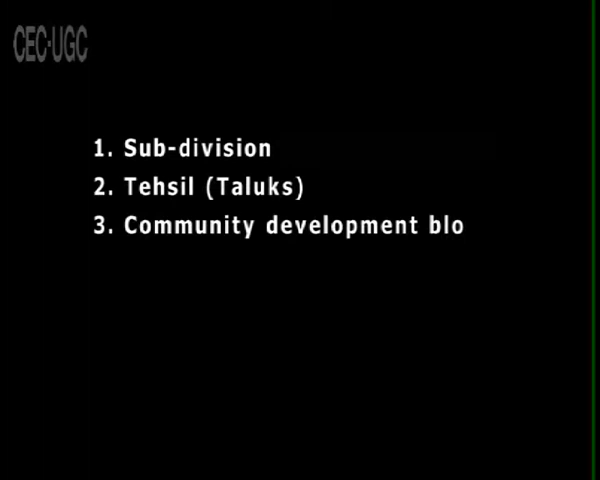 CEC-UGC
1. Sub-division
2. Tehsil (Taluks)
3. Community development blo